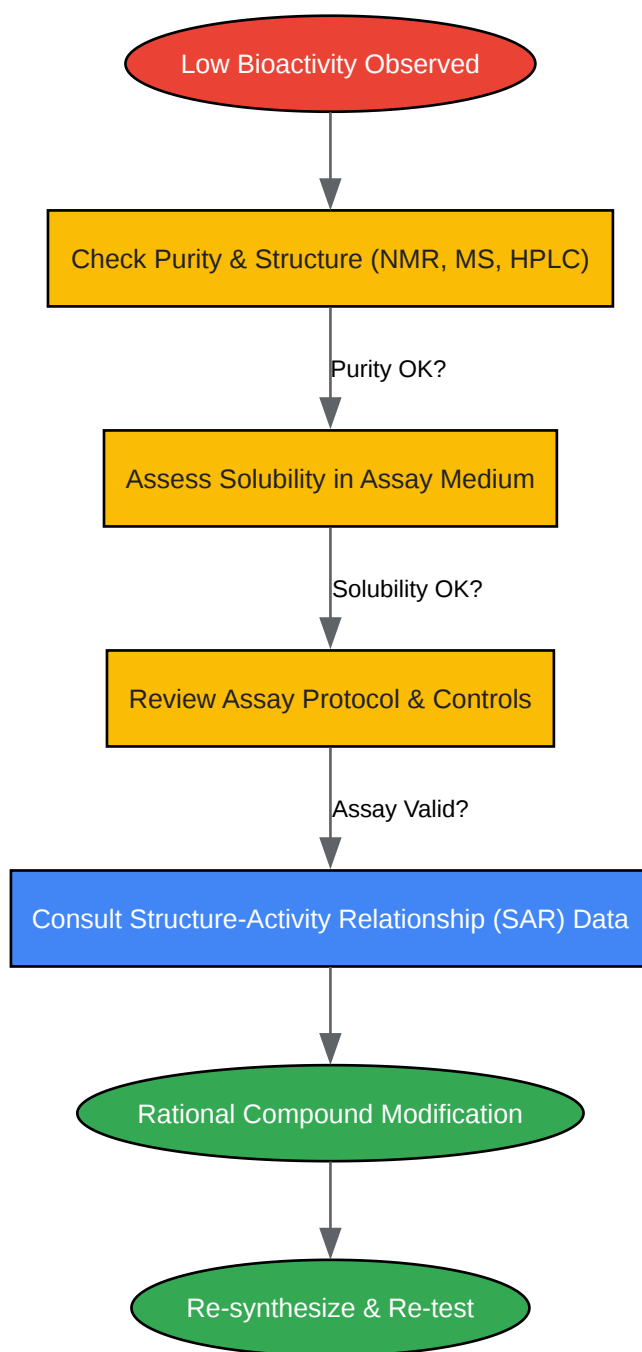 Low Bioactivity Observed
Check Purity & Structure (NMR, MS, HPLC)
Purity OK?
Assess Solubility in Assay Medium
Solubility OK?
Review Assay Protocol & Controls
Assay Valid?
Consult Structure-Activity Relationship (SAR) Data
Rational Compound Modification
Re-synthesize & Re-test